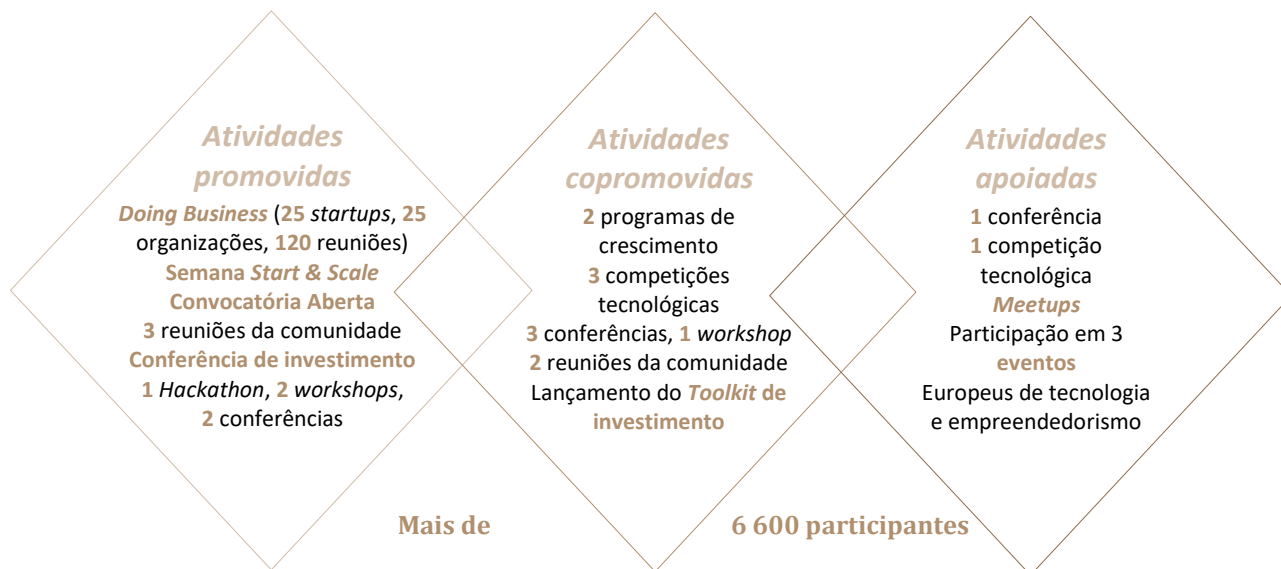 Atividades
promovidas
Doing Business (25 startups, 25
organizações, 120 reuniões)
Semana Start & Scale
Convocatória Aberta
3 reuniões da comunidade
Conferência de investimento
1 Hackathon, 2 workshops,
2 conferências
Atividades
copromovidas
2 programas de
crescimento
3 competições
tecnológicas
3 conferências, 1 workshop
2 reuniões da comunidade
Lançamento do Toolkit de
investimento
Atividades
apoiadas
1 conferência
1 competição
tecnológica
Meetups
Participação em 3
eventos
Europeus de tecnologia
e empreendedorismo
Mais de 6 600 participantes